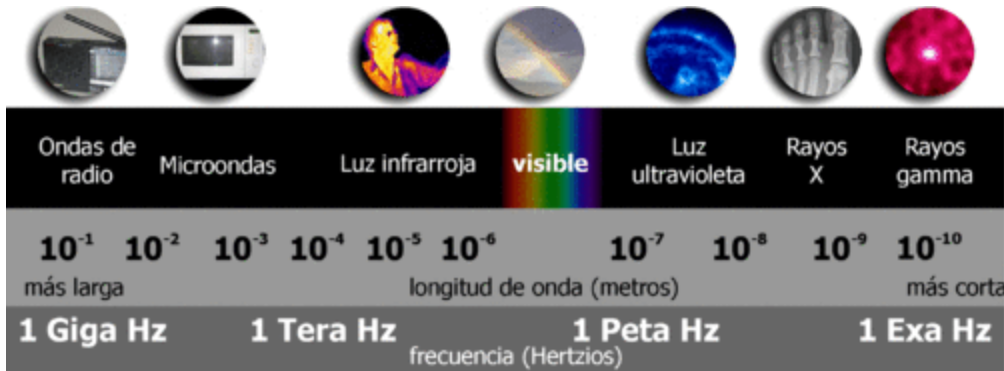 Ondas de
radio
Microondas
Luz infrarroja
visible
Luz
ultravioleta
Rayos
X
Rayos
gamma
10⁻¹ 10⁻² 10⁻³ 10⁻⁴ 10⁻⁵ 10⁻⁶ 10⁻⁷ 10⁻⁸ 10⁻⁹ 10⁻¹⁰
más larga longitud de onda (metros) más corta
1 Giga Hz 1 Tera Hz 1 Peta Hz 1 Exa Hz
frecuencia (Hertzios)